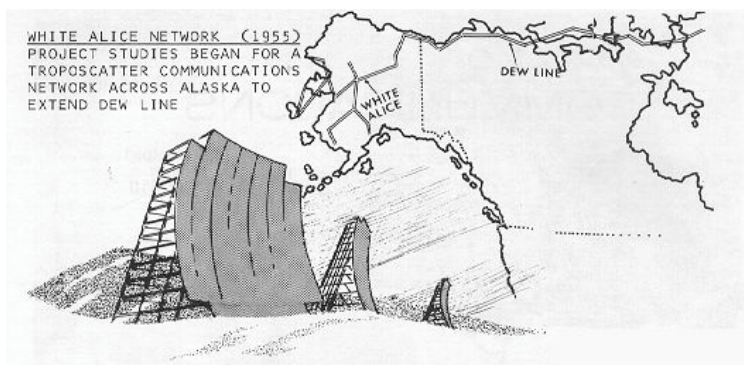 WHITE ALICE NETWORK (1955)
PROJECT STUDIES BEGAN FOR A
TROPOSCATTER COMMUNICATIONS
NETWORK ACROSS ALASKA TO
EXTEND DEW LINE
DEW LINE
WHITE
ALICE